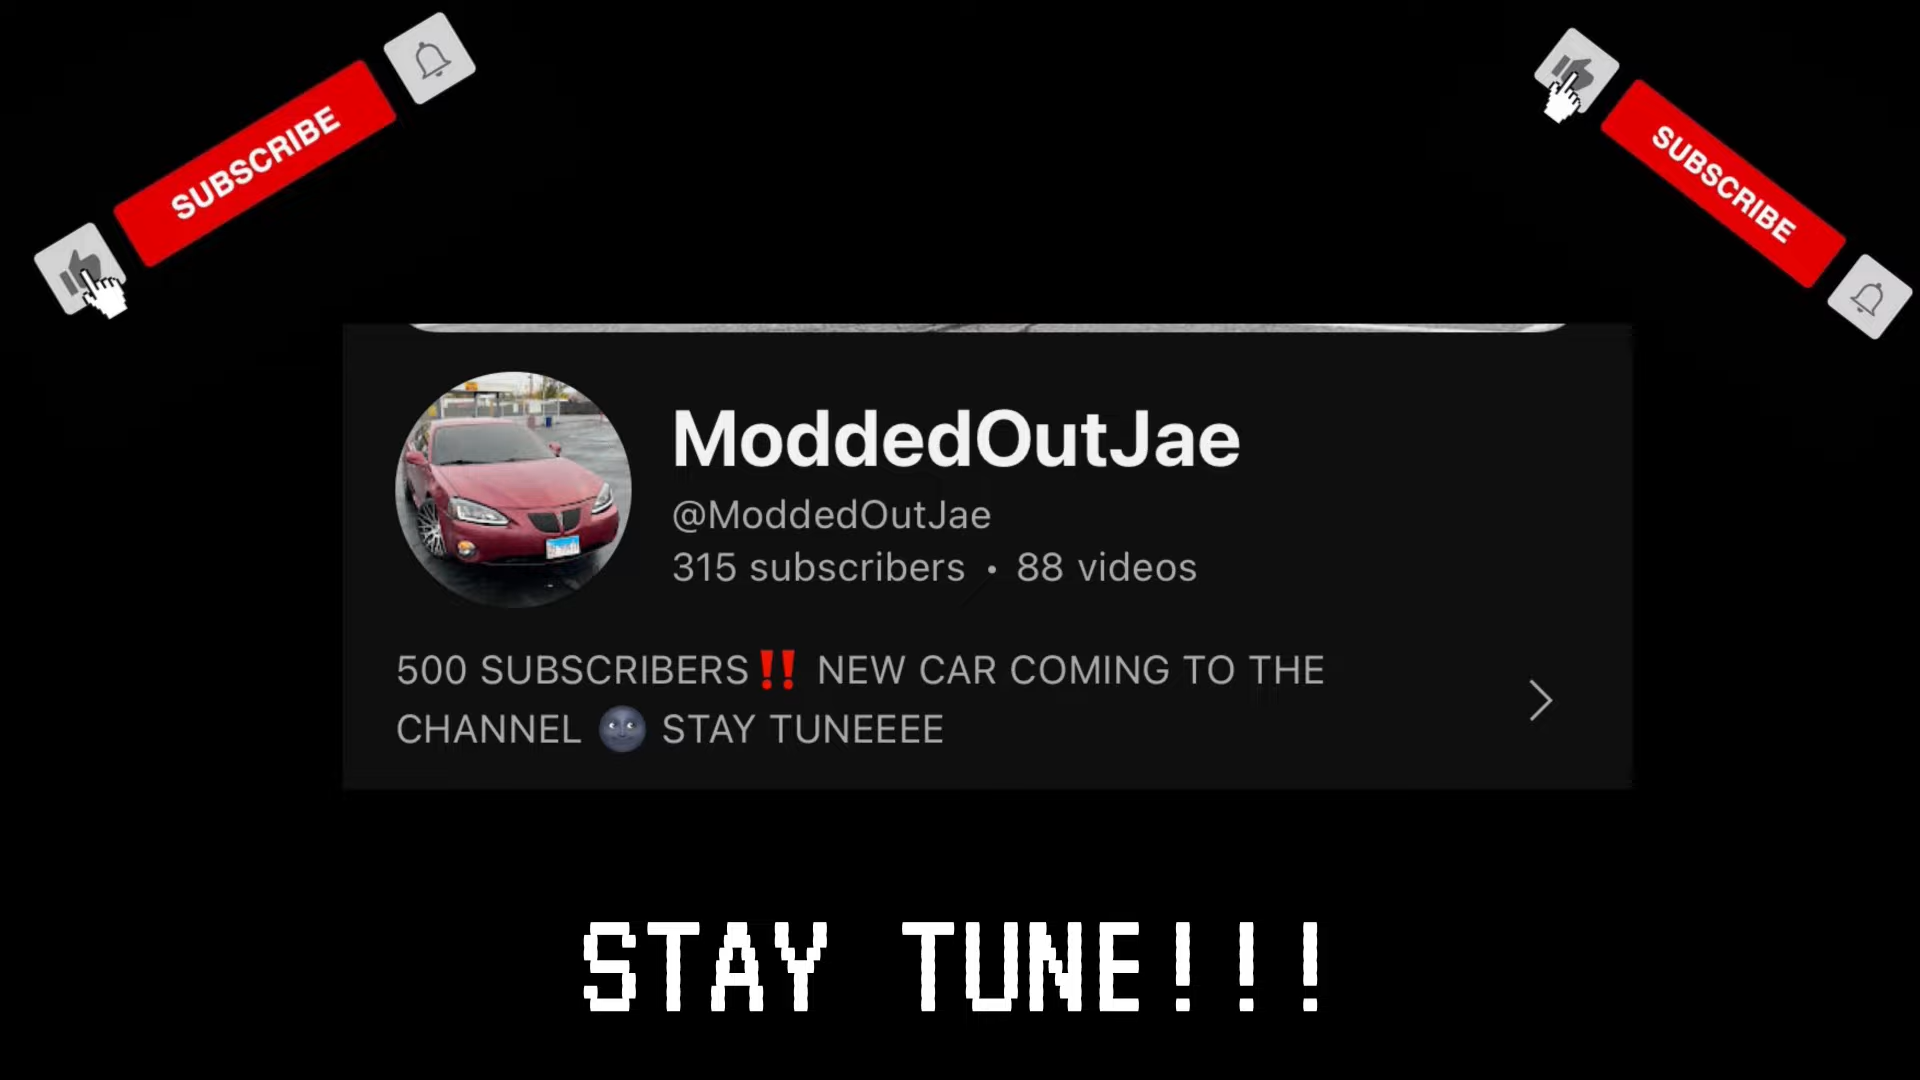 SUBSCRIBE
SUBSCRIBE
ModdedOutJae
@ModdedOutJae
315 subscribers • 88 videos
500 SUBSCRIBERS‼️ NEW CAR COMING TO THE
CHANNEL 🌚 STAY TUNEEEE
STAY TUNE!!!